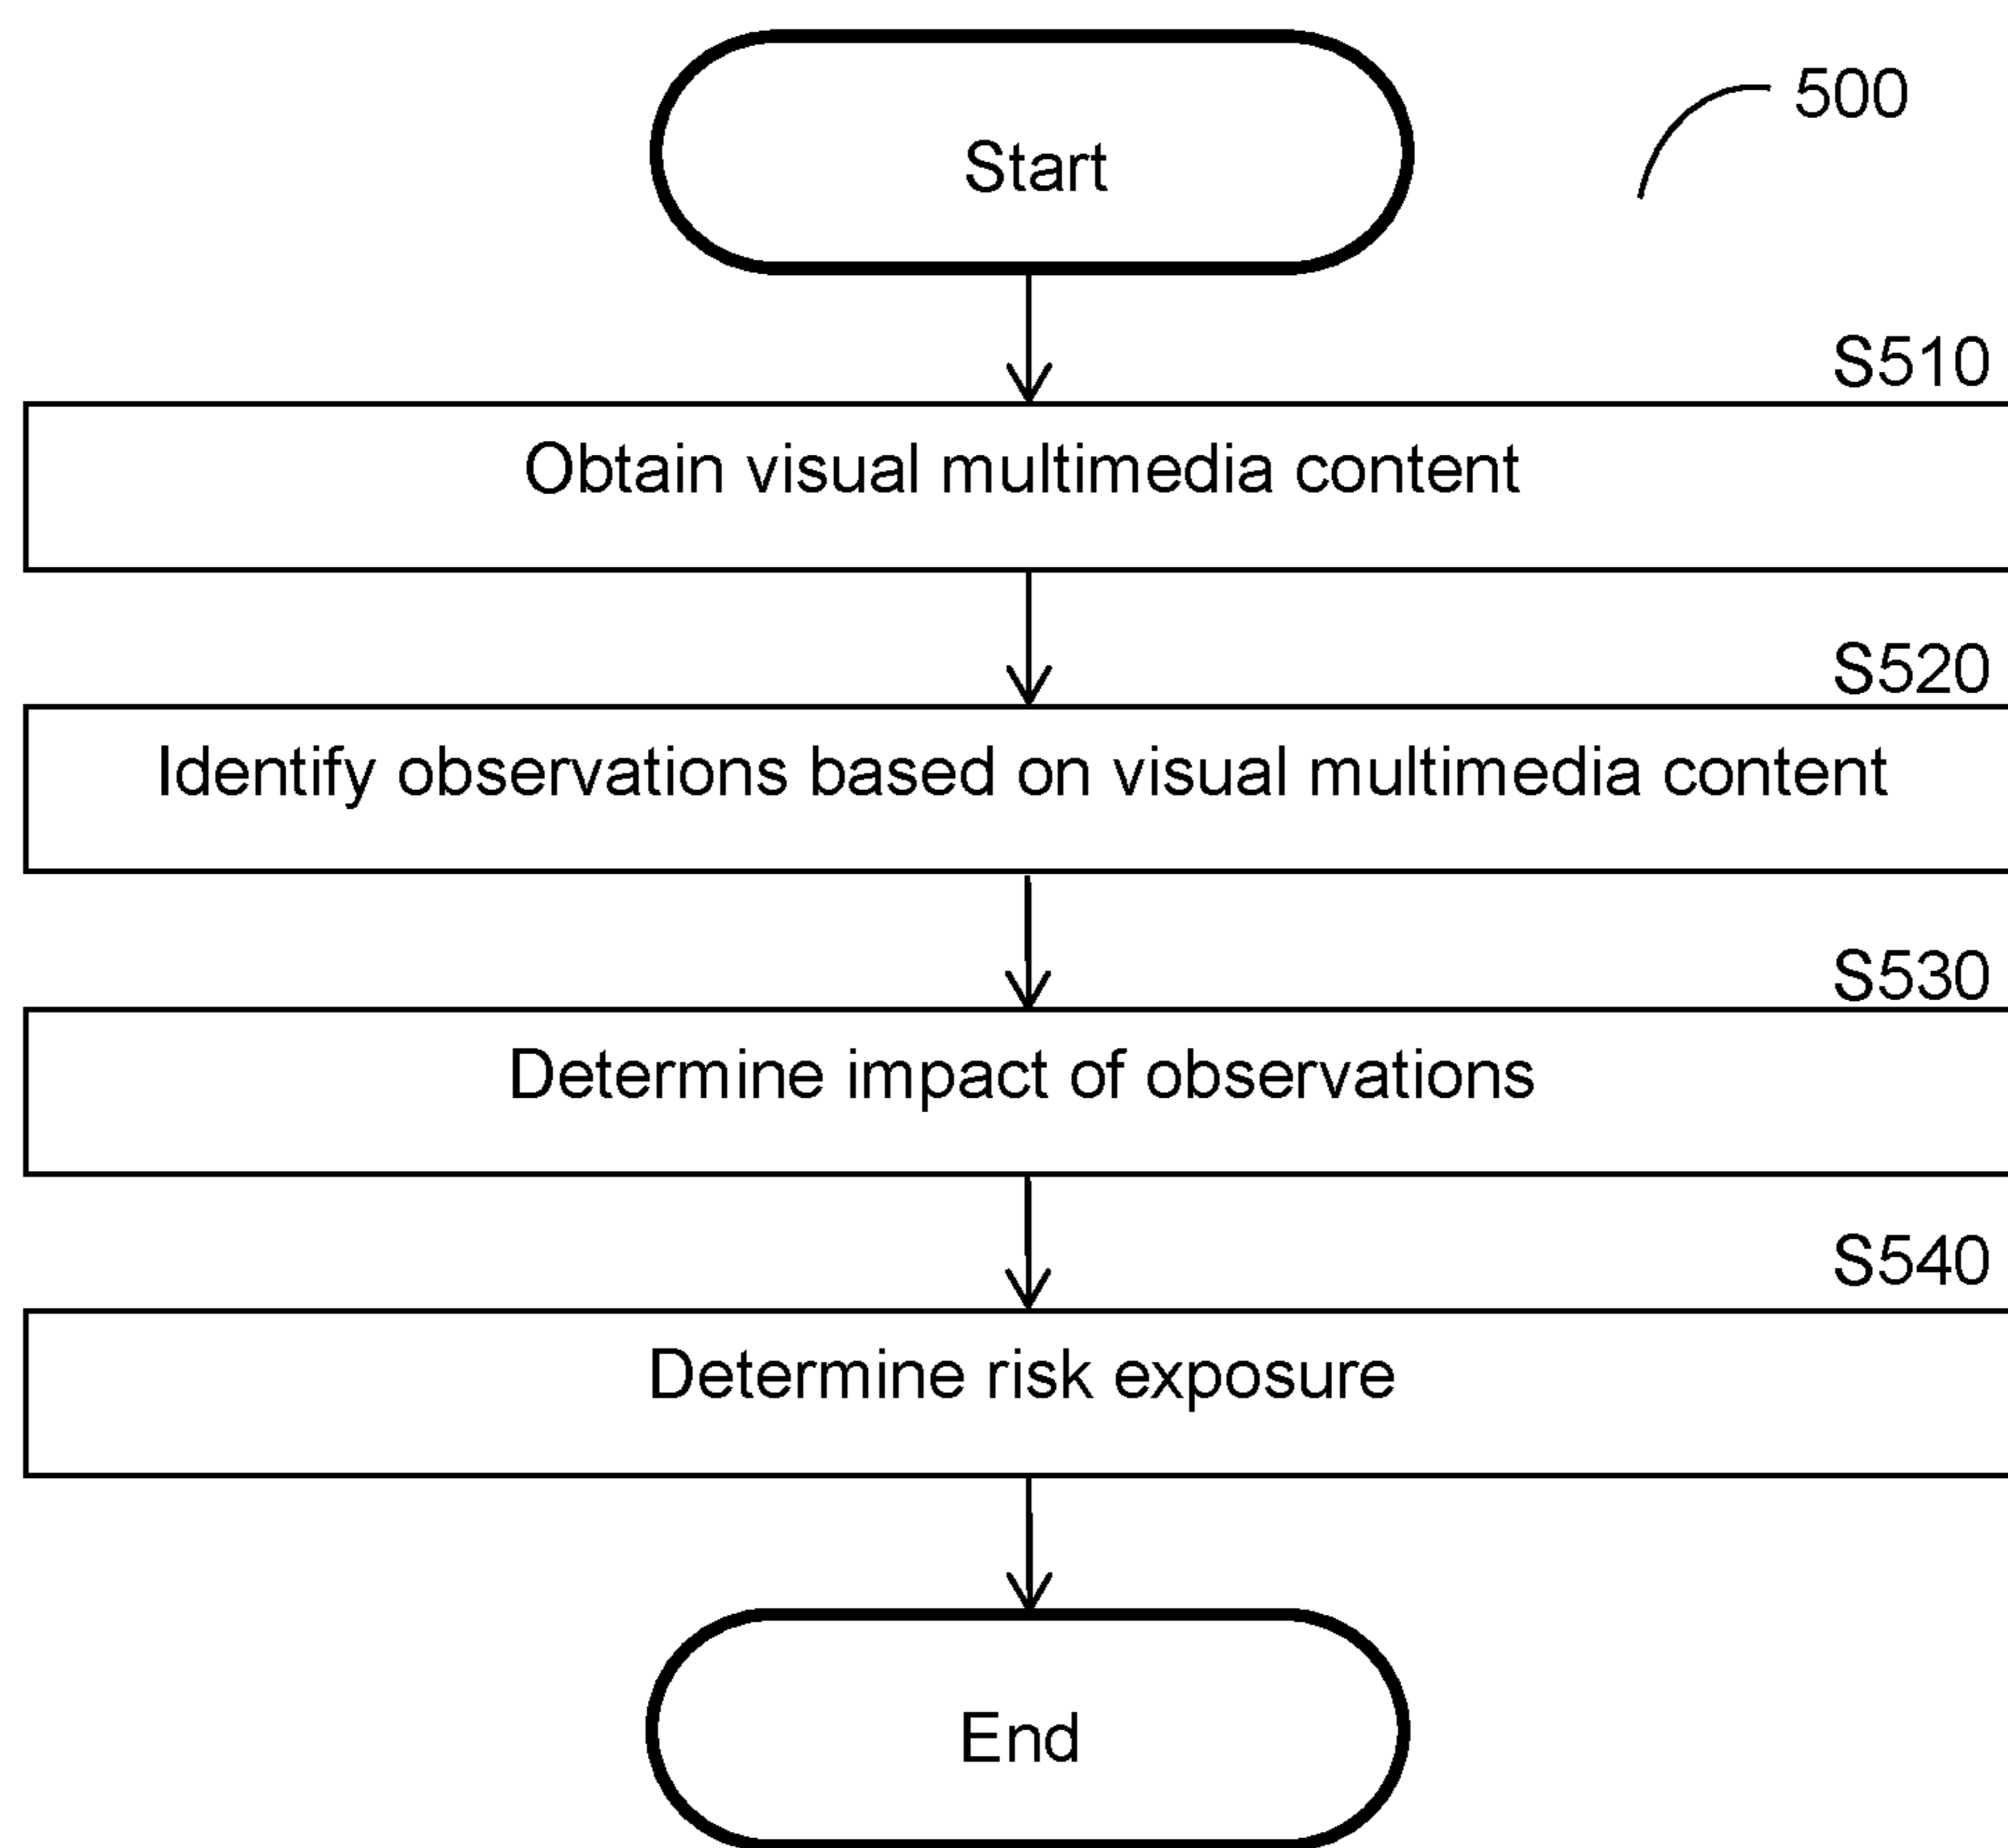 Start
500
S510
Obtain visual multimedia content
S520
Identify observations based on visual multimedia content
S530
Determine impact of observations
S540
Determine risk exposure
End